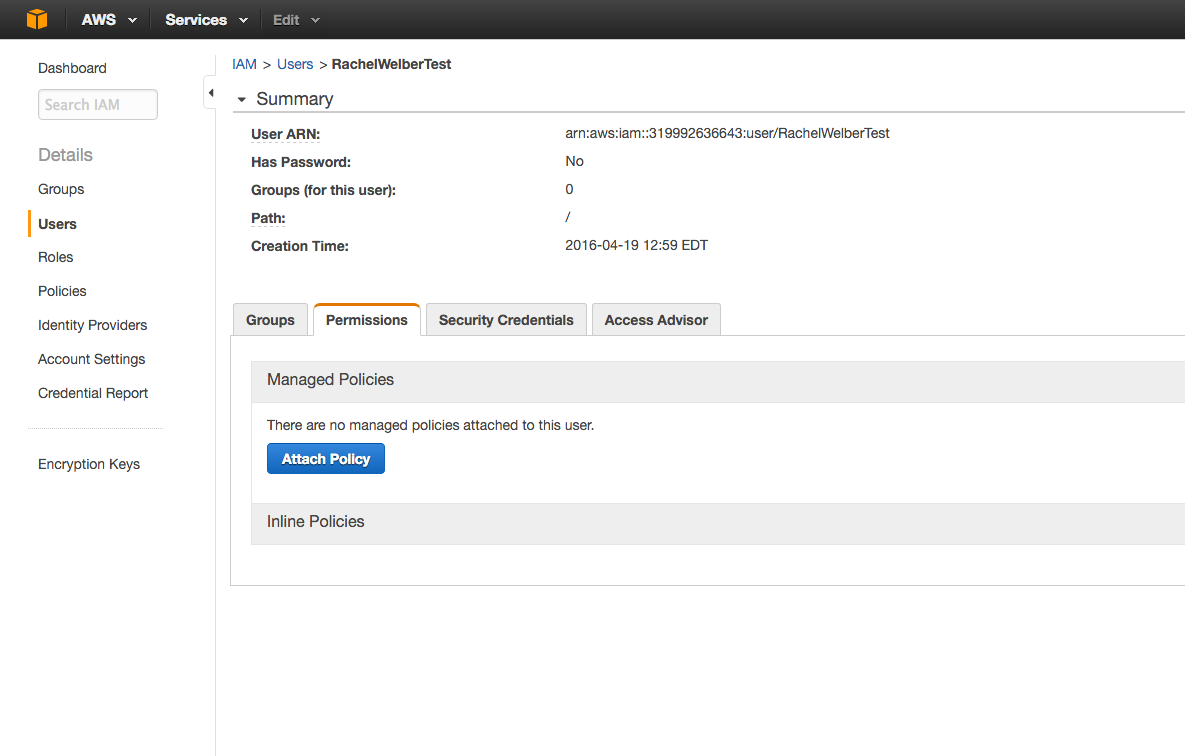 AWS Services Edit
Dashboard
Search IAM
Details
Groups
Users
Roles
Policies
Identity Providers
Account Settings
Credential Report
Encryption Keys
IAM > Users > RachelWelberTest
Summary
User ARN: arn:aws:iam::319992636643:user/RachelWelberTest
Has Password: No
Groups (for this user): 0
Path: /
Creation Time: 2016-04-19 12:59 EDT
Groups Permissions Security Credentials Access Advisor
Managed Policies
There are no managed policies attached to this user.
Attach Policy
Inline Policies